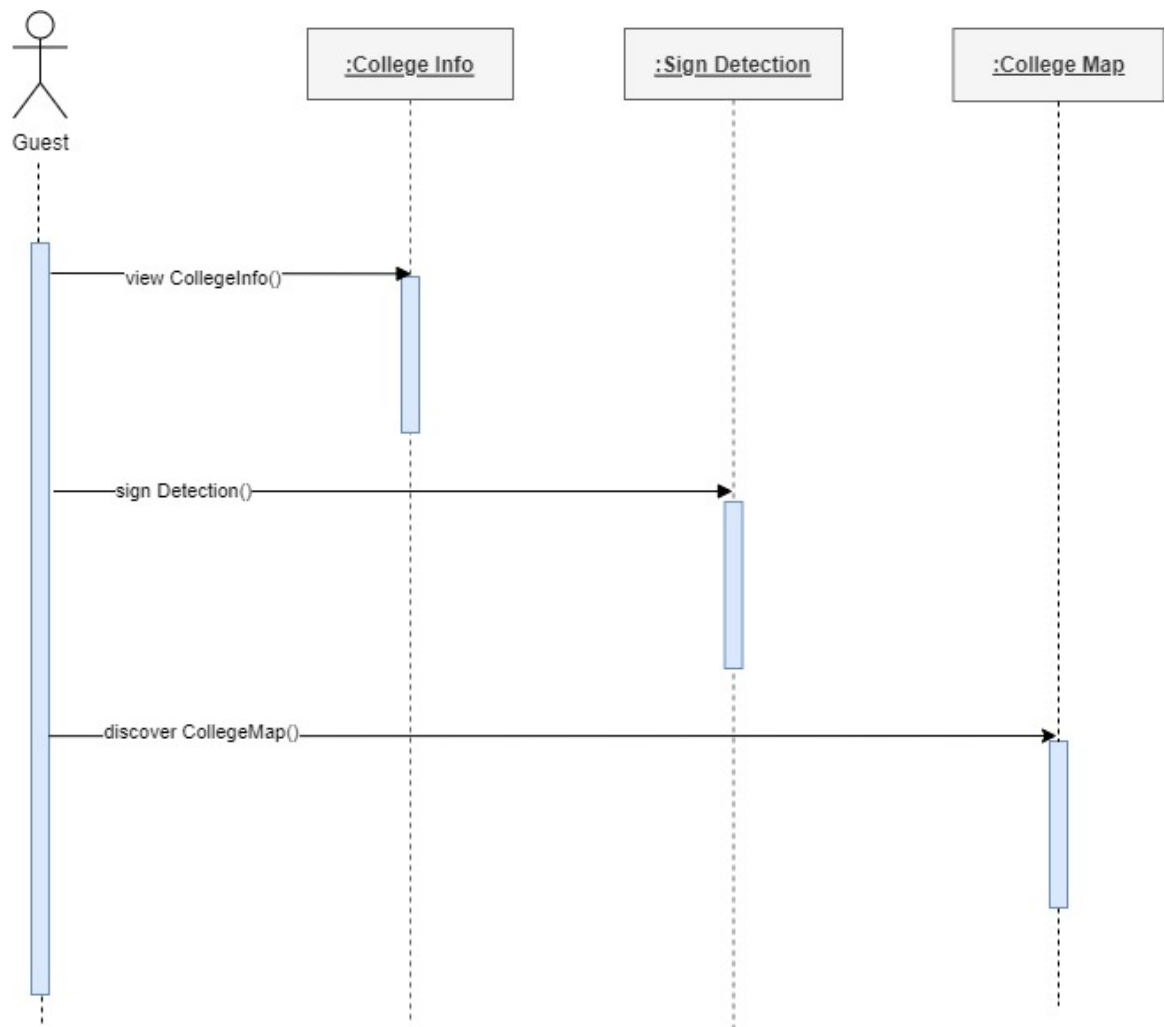 :College Info
:Sign Detection
:College Map
Guest
view CollegeInfo()
sign Detection()
discover CollegeMap()